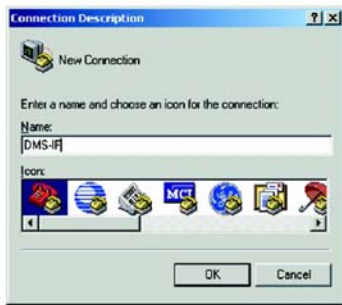 Connection Description
New Connection
Enter a name and choose an icon for the connection:
Name:
DMS-IF
Icon:
MCI
OK
Cancel